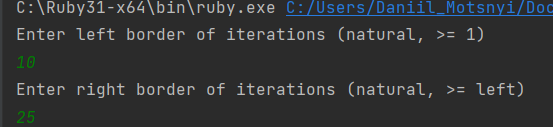 C:\Ruby31-x64\bin\ruby.exe C:/Users/Daniil_Motsnyi/Doc
Enter left border of iterations (natural, >= 1)
10
Enter right border of iterations (natural, >= left)
25